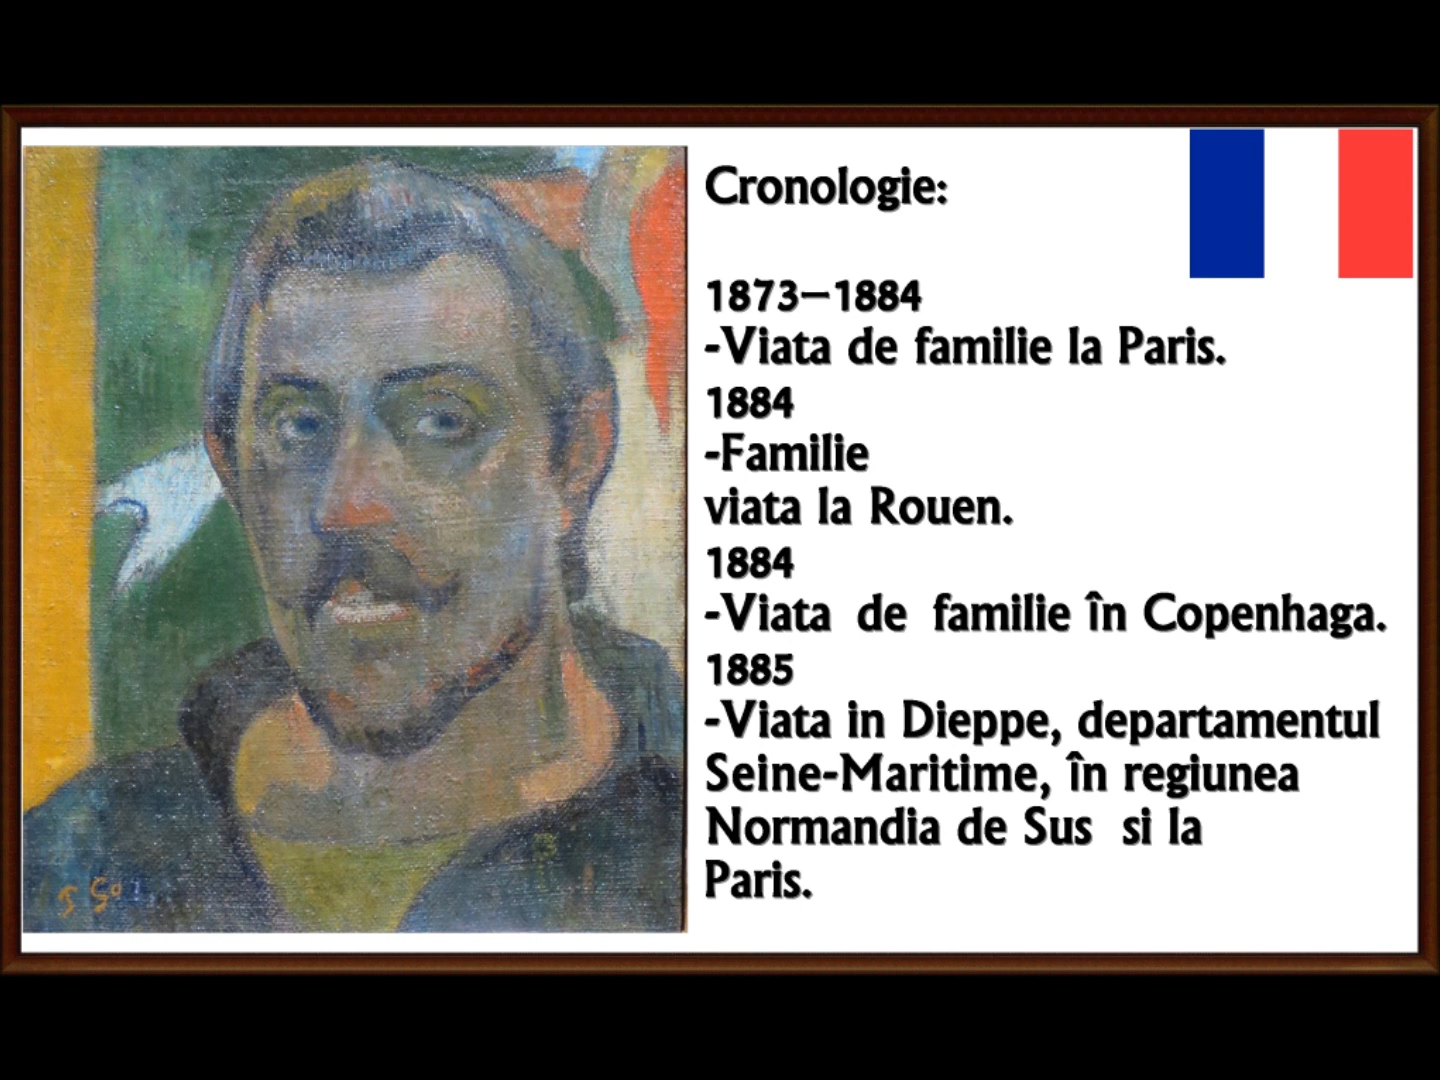 Cronologie:
1873–1884
-Viata de familie la Paris.
1884
-Familie
viata la Rouen.
1884
-Viata de familie în Copenhaga.
1885
-Viata in Dieppe, departamentul
Seine-Maritime, în regiunea
Normandia de Sus si la
Paris.